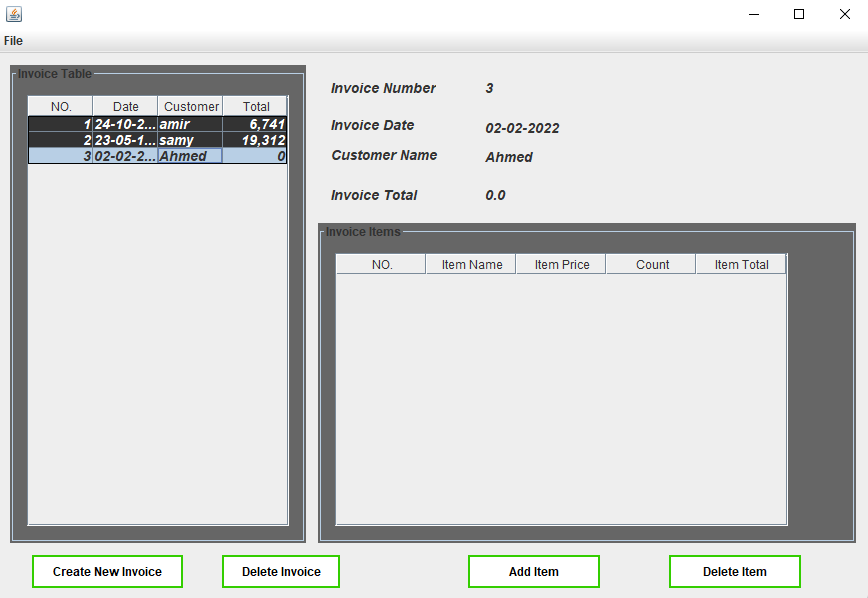 File
Invoice Table
NO. Date Customer Total
1 24-10-2... amir 6,741
2 23-05-1... samy 19,312
3 02-02-2... Ahmed 0
Invoice Number 3
Invoice Date 02-02-2022
Customer Name Ahmed
Invoice Total 0.0
Invoice Items
NO. Item Name Item Price Count Item Total
Create New Invoice Delete Invoice Add Item Delete Item